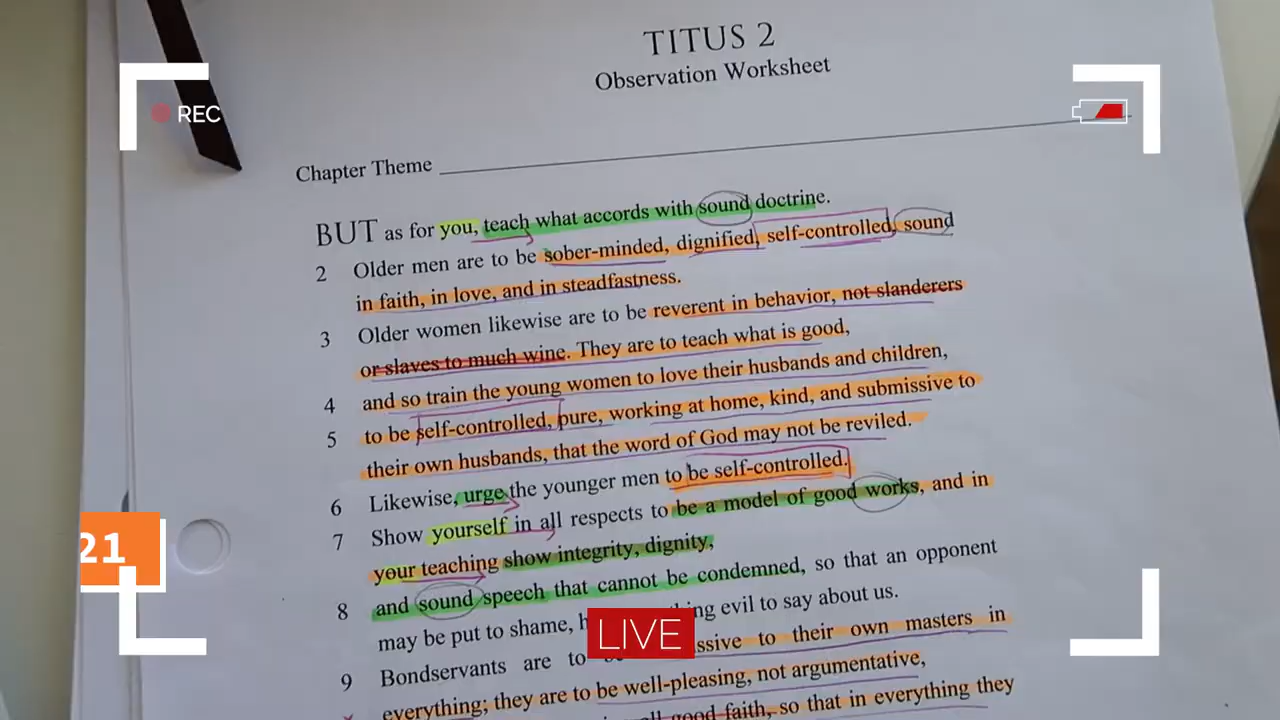 TITUS 2
Observation Worksheet
REC
Chapter Theme
BUT as for you, teach what accords with sound doctrine.
2 Older men are to be sober-minded, dignified, self-controlled, sound
in faith, in love, and in steadfastness.
3 Older women likewise are to be reverent in behavior, not slanderers
or slaves to much wine. They are to teach what is good,
4 and so train the young women to love their husbands and children,
5 to be self-controlled, pure, working at home, kind, and submissive to
their own husbands, that the word of God may not be reviled.
6 Likewise, urge the younger men to be self-controlled.
7 Show yourself in all respects to be a model of good works, and in
your teaching show integrity, dignity,
21
8 and sound speech that cannot be condemned, so that an opponent
may be put to shame, evil to say about us.
LIVE
9 Bondservants are to to their own masters in
everything; they are to be well-pleasing, not argumentative,
good faith, so that in everything they